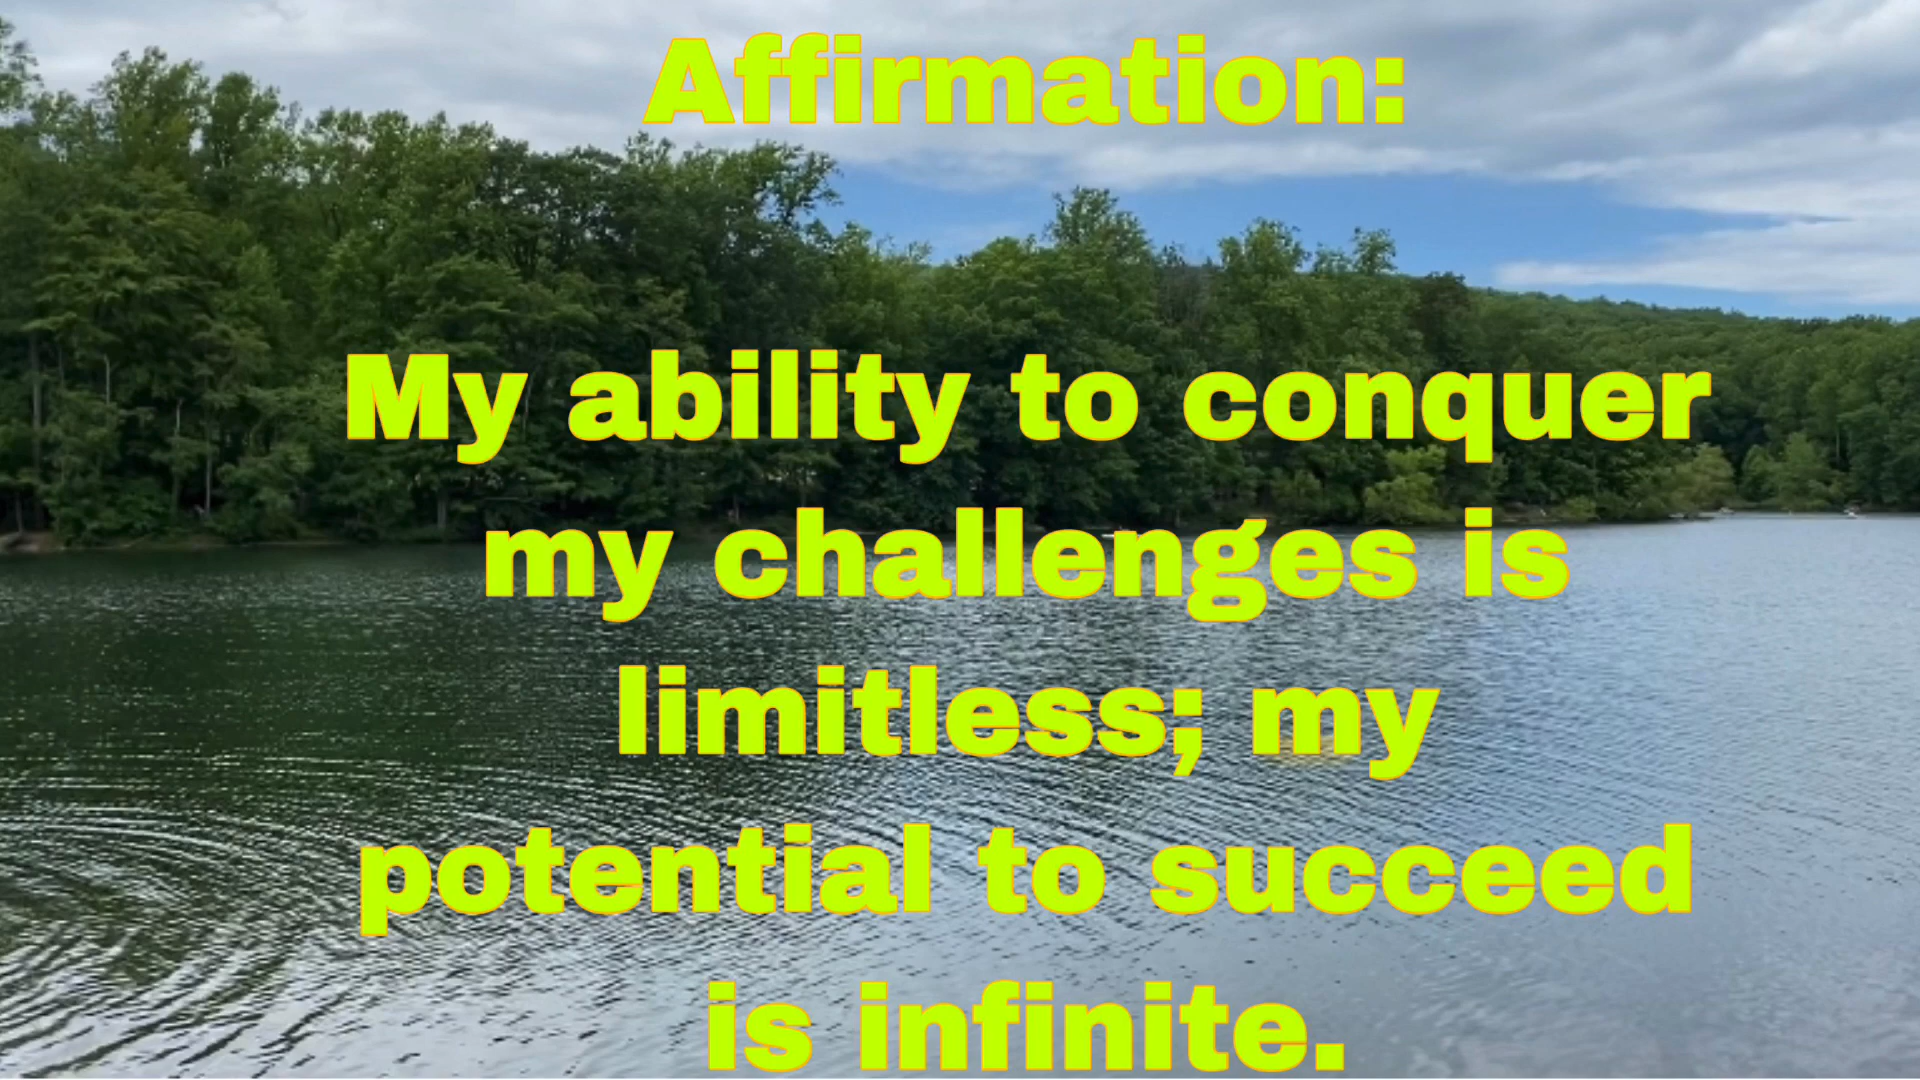 Affirmation:
My ability to conquer
my challenges is
limitless; my
potential to succeed
is infinite.